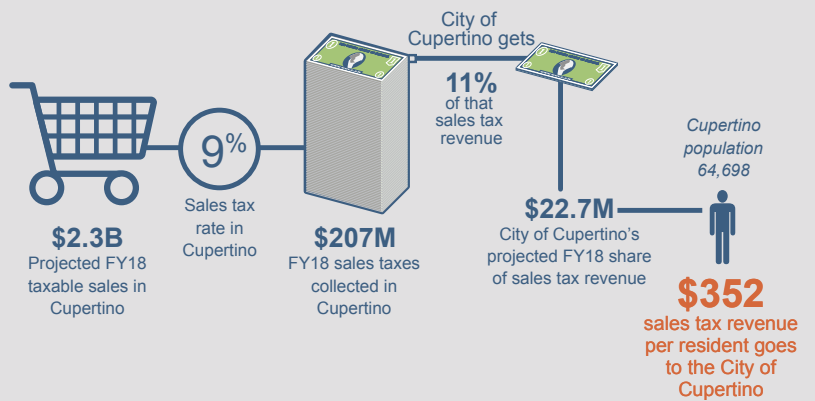 $2.3B
Projected FY18
taxable sales in
Cupertino
9%
Sales tax
rate in
Cupertino
$207M
FY18 sales taxes
collected in
Cupertino
City of
Cupertino gets
11%
of that
sales tax
revenue
$22.7M
City of Cupertino's
projected FY18 share
of sales tax revenue
Cupertino
population
64,698
$352
sales tax revenue
per resident goes
to the City of
Cupertino